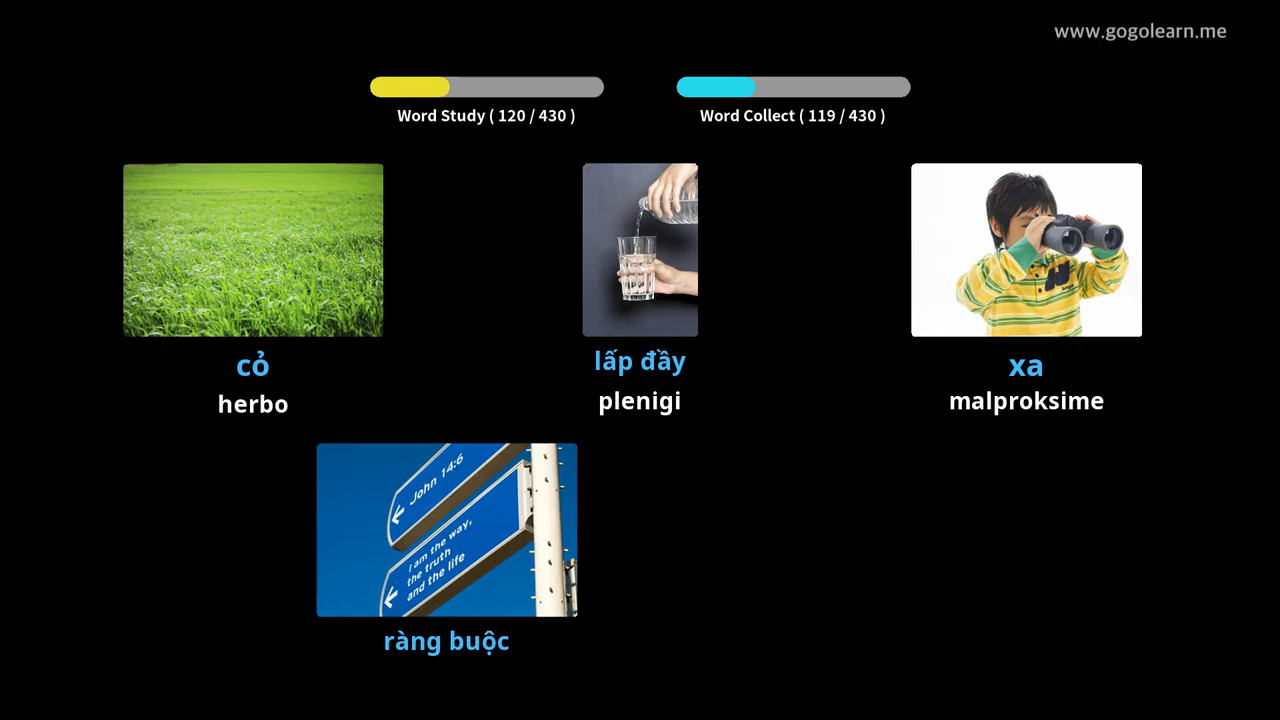 www.gogolearn.me
Word Study ( 120 / 430 )
Word Collect ( 119 / 430 )
cỏ
herbo
lấp đầy
plenigi
xa
malproksime
John 14:6
I am the way,
the truth
and the life
ràng buộc